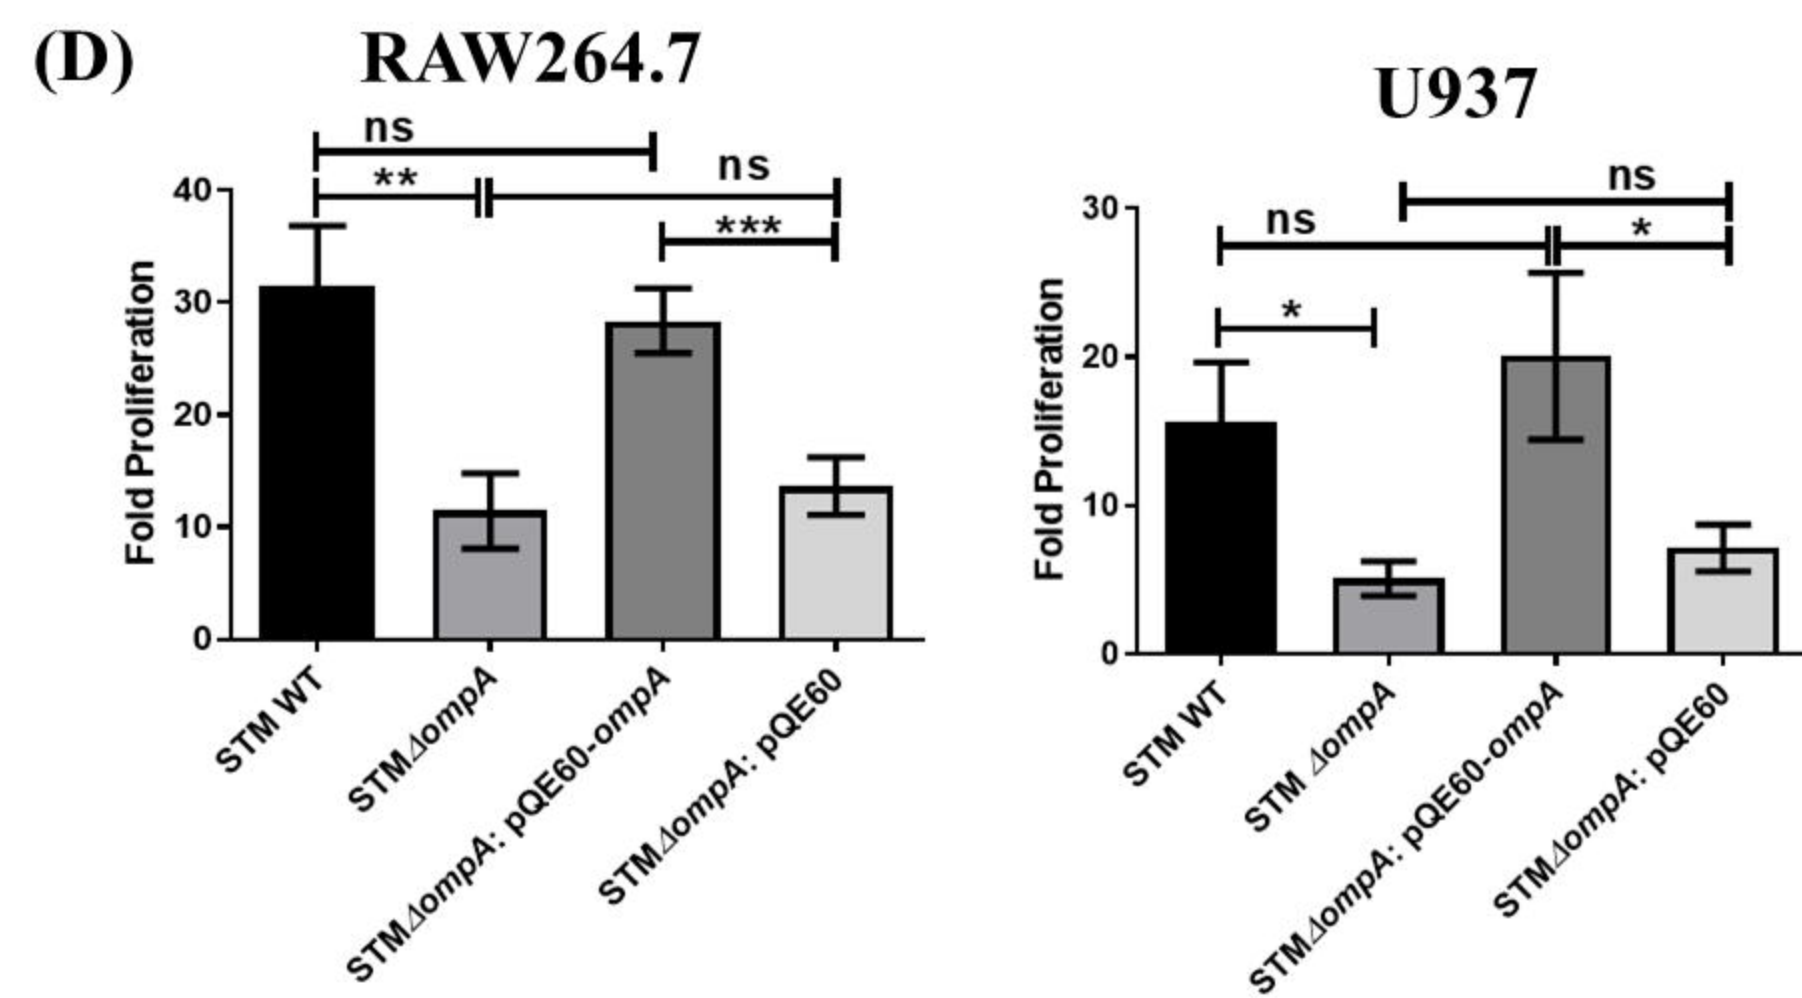 (D)
RAW264.7
ns
**
ns
***
40
30
20
10
0
Fold Proliferation
STM WT
STMΔompA
STMΔompA: pQE60-ompA
STMΔompA: pQE60
U937
ns
ns
*
*
30
20
10
0
Fold Proliferation
STM WT
STM ΔompA
STMΔompA: pQE60-ompA
STMΔompA: pQE60